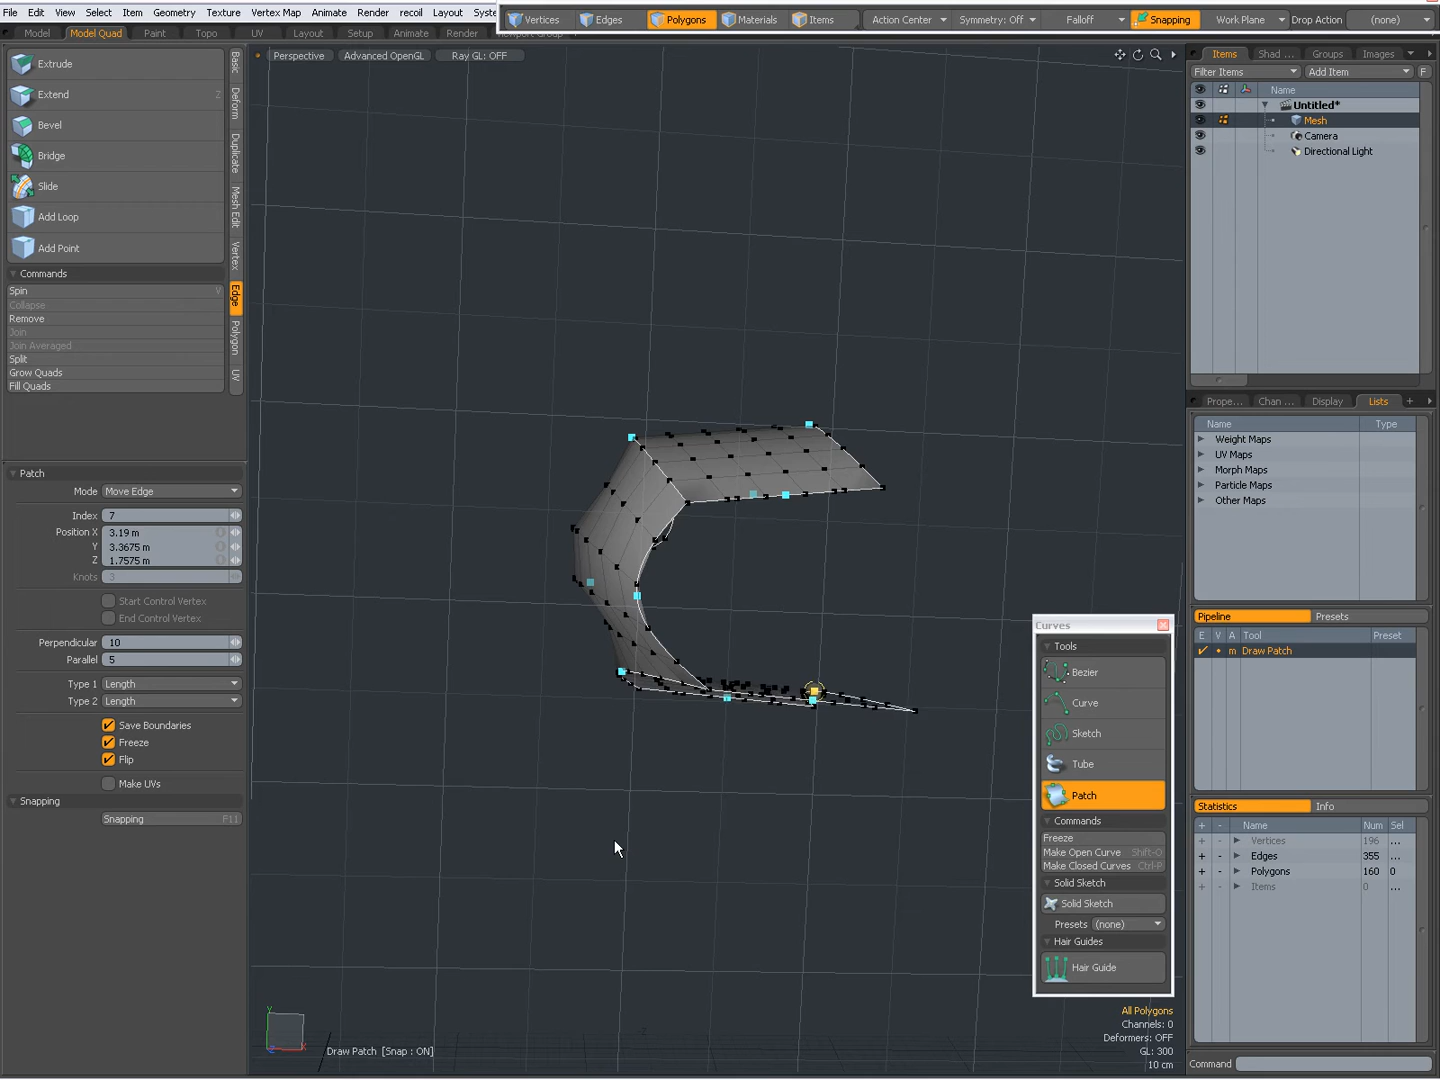 File Edit View Select Item Geometry Texture Vertex Map Animate Render recoil Layout Syste
Vertices Edges Polygons Materials Items Action Center Symmetry: Off Falloff Snapping Work Plane Drop Action (none)
Model Model Quad Paint Topo UV Layout Setup Animate Render Viewport Group
Extrude
Extend Z
Bevel
Bridge
Slide
Add Loop
Add Point
Commands
Spin V
Collapse
Remove
Join
Join Averaged
Split
Grow Quads
Fill Quads
Basic
Deform
Duplicate
Mesh Edit
Vertex
Edge
Polygon
UV
Patch
Mode Move Edge
Index 7
Position X 3.19 m
Y 3.3675 m
Z 1.7575 m
Knots 3
Start Control Vertex
End Control Vertex
Perpendicular 10
Parallel 5
Type 1 Length
Type 2 Length
Save Boundaries
Freeze
Flip
Make UVs
Snapping
Snapping F11
Perspective Advanced OpenGL Ray GL: OFF
Draw Patch [Snap : ON]
All Polygons
Channels: 0
Deformers: OFF
GL: 300
10 cm
Curves
Tools
Bezier
Curve
Sketch
Tube
Patch
Commands
Freeze
Make Open Curve Shift-O
Make Closed Curves Ctrl-P
Solid Sketch
Solid Sketch
Presets (none)
Hair Guides
Hair Guide
Items Shad ... Groups Images
Filter Items Add Item F
Name
Untitled*
Mesh
Camera
Directional Light
Prope... Chan ... Display Lists +
Name Type
Weight Maps
UV Maps
Morph Maps
Particle Maps
Other Maps
Pipeline Presets
E V A Tool Preset
m Draw Patch
Statistics Info
+ - Name Num Sel
+ - Vertices 196 ...
+ - Edges 355 ...
+ - Polygons 160 0
+ - Items 0 ...
Command